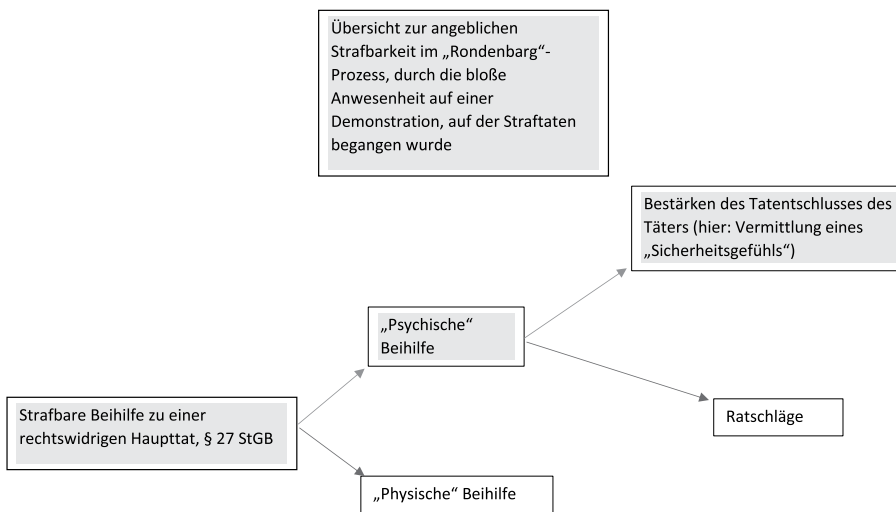 Übersicht zur angeblichen
Strafbarkeit im „Rondenbarg“-
Prozess, durch die bloße
Anwesenheit auf einer
Demonstration, auf der Straftaten
begangen wurde
Bestärken des Tatentschlusses des
Täters (hier: Vermittlung eines
„Sicherheitsgefühls“)
„Psychische“
Beihilfe
Strafbare Beihilfe zu einer
rechtswidrigen Haupttat, § 27 StGB
Ratschläge
„Physische“ Beihilfe